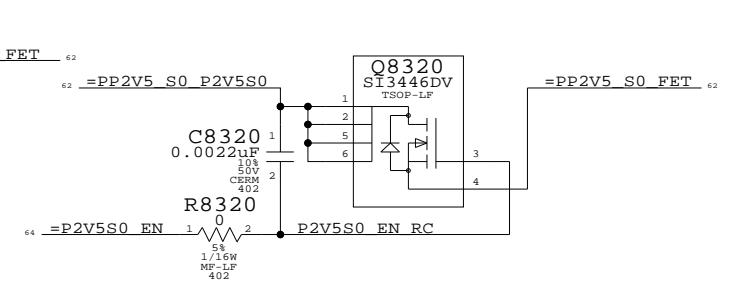 FET 62
62 =PP2V5_S0_P2V5S0
Q8320
SI3446DV
TSOP-LF
=PP2V5_S0_FET 62
1
2
5
6
3
4
C8320 1
0.0022uF
10%
50V
CERM 2
402
R8320
0
64 =P2V5S0_EN 1 2 P2V5S0_EN_RC
5%
1/16W
MF-LF
402